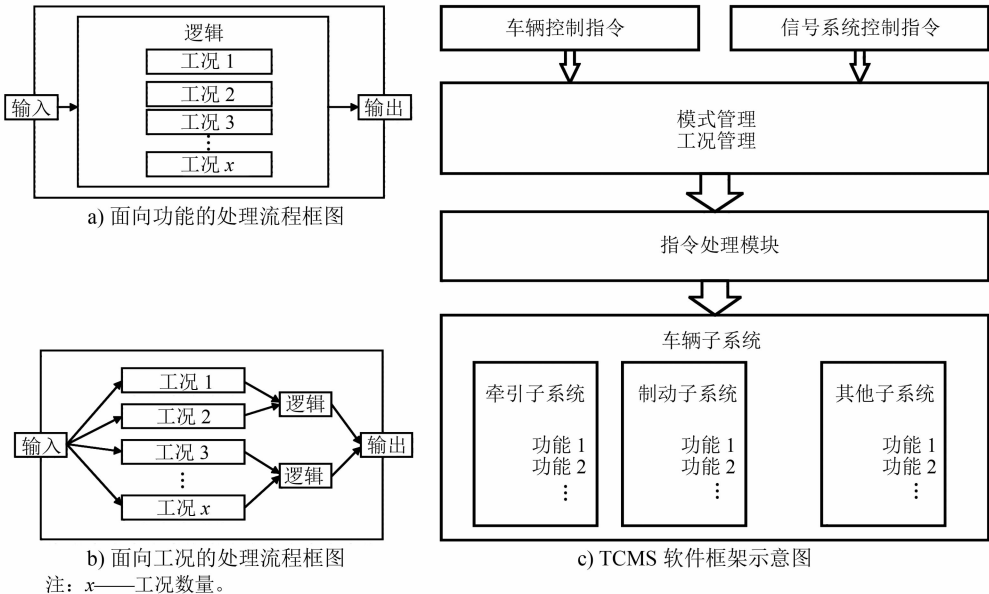 逻辑
工况 1
工况 2
工况 3
⋮
工况 x
输入
输出
a) 面向功能的处理流程框图
工况 1
工况 2
工况 3
⋮
工况 x
逻辑
逻辑
输入
输出
b) 面向工况的处理流程框图
注：x——工况数量。
车辆控制指令
信号系统控制指令
模式管理
工况管理
指令处理模块
车辆子系统
牵引子系统
功能 1
功能 2
⋮
制动子系统
功能 1
功能 2
⋮
其他子系统
功能 1
功能 2
⋮
c) TCMS 软件框架示意图